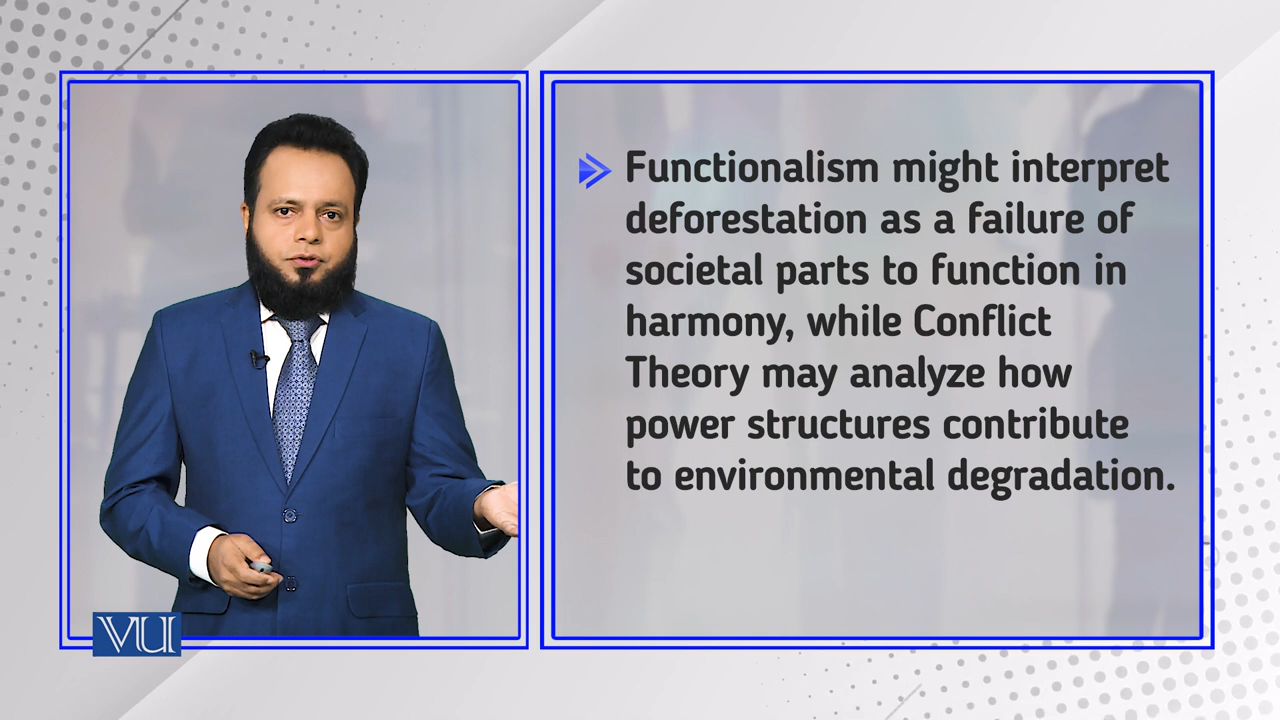 Functionalism might interpret
deforestation as a failure of
societal parts to function in
harmony, while Conflict
Theory may analyze how
power structures contribute
to environmental degradation.
VU